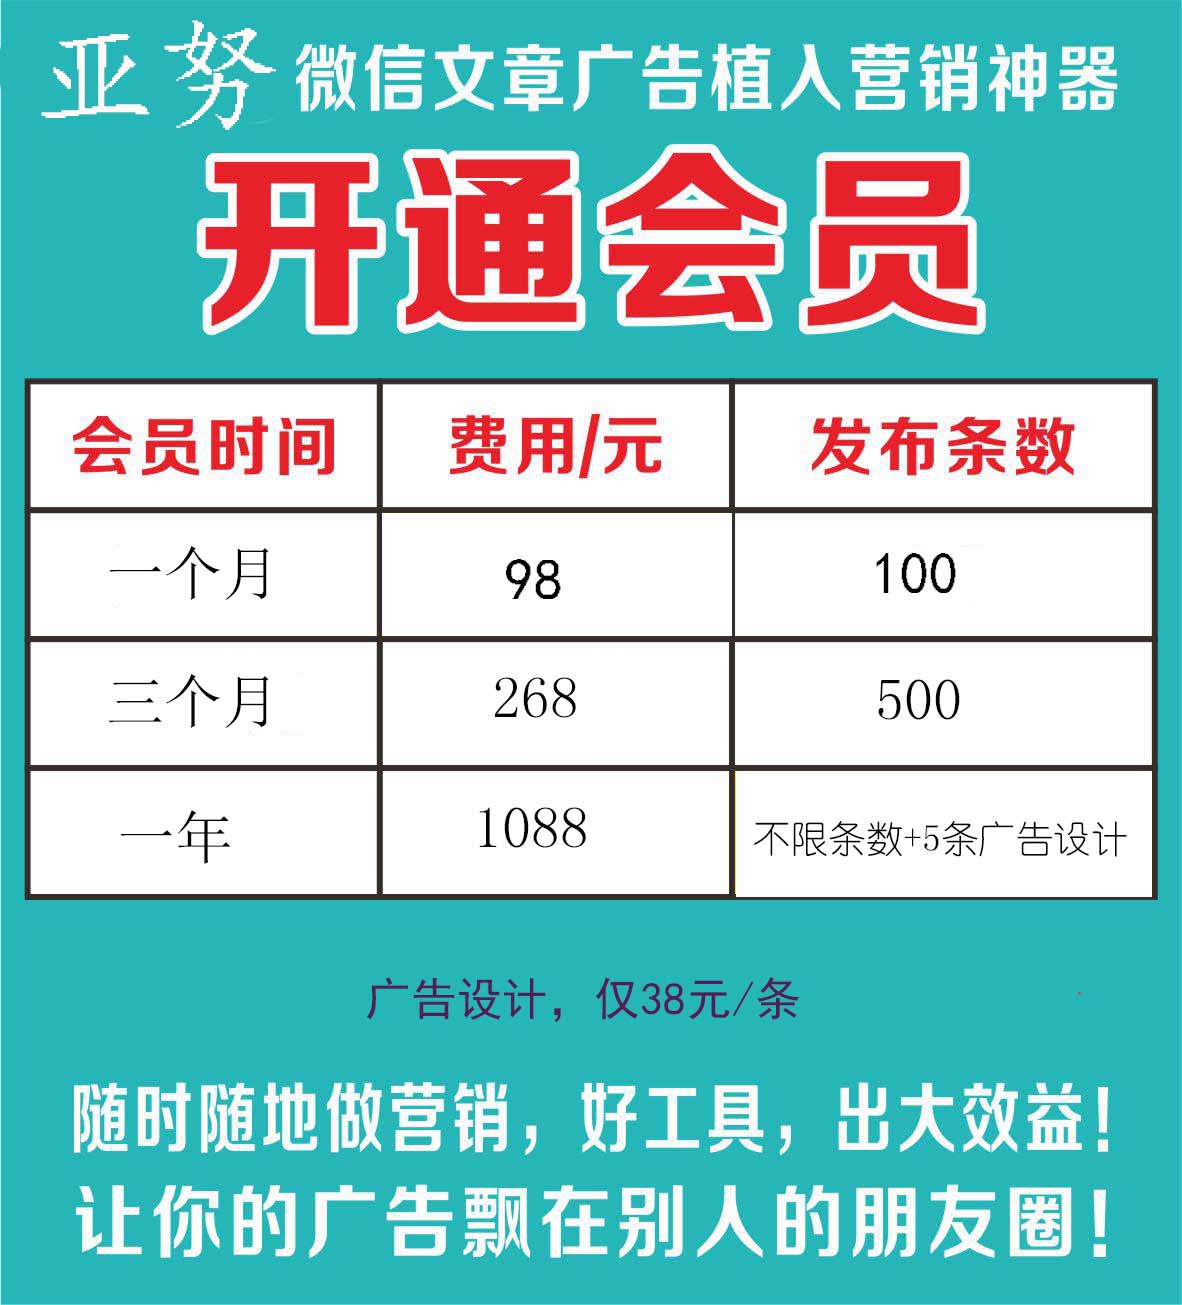 亚努 微信文章广告植入营销神器
开通会员
会员时间 费用/元 发布条数
一个月 98 100
三个月 268 500
一年 1088 不限条数+5条广告设计
广告设计，仅38元/条
随时随地做营销，好工具，出大效益！
让你的广告飘在别人的朋友圈！